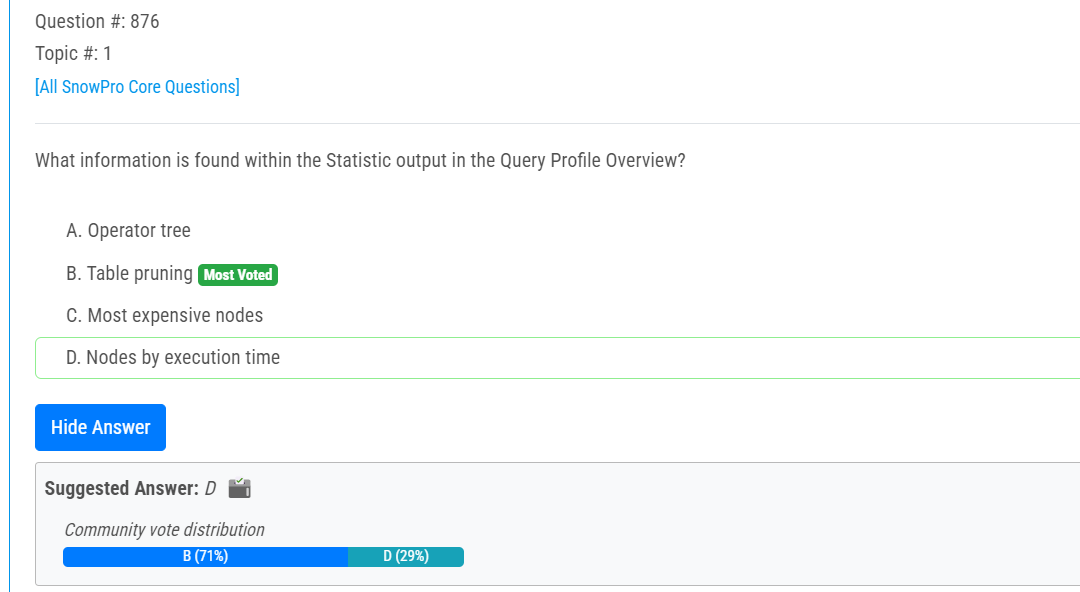 Question #: 876
Topic #: 1
[All SnowPro Core Questions]
What information is found within the Statistic output in the Query Profile Overview?
A. Operator tree
B. Table pruning Most Voted
C. Most expensive nodes
D. Nodes by execution time
Hide Answer
Suggested Answer: D
Community vote distribution
B (71%) D (29%)